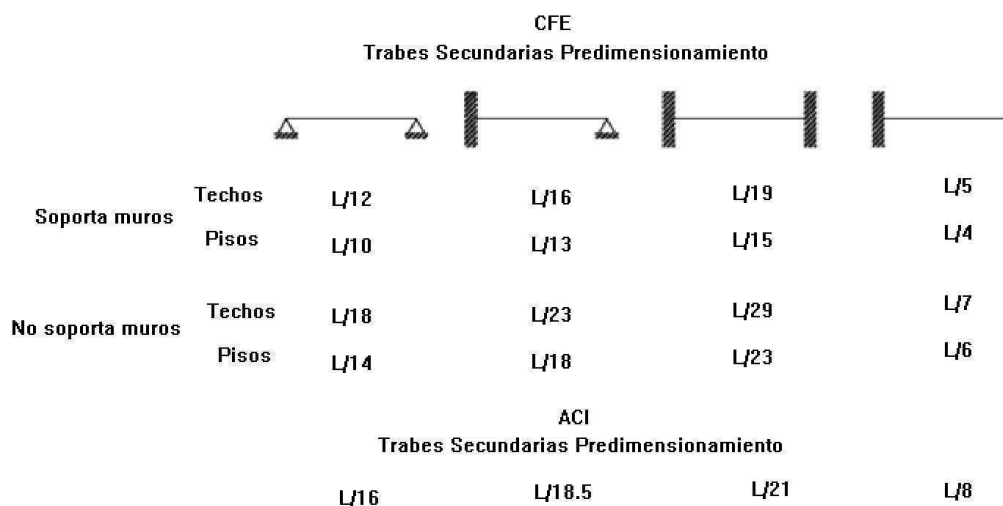 CFE
Trabes Secundarias Predimensionamiento
Soporta muros
Techos L/12 L/16 L/19 L/5
Pisos L/10 L/13 L/15 L/4
No soporta muros
Techos L/18 L/23 L/29 L/7
Pisos L/14 L/18 L/23 L/6
ACI
Trabes Secundarias Predimensionamiento
L/16 L/18.5 L/21 L/8